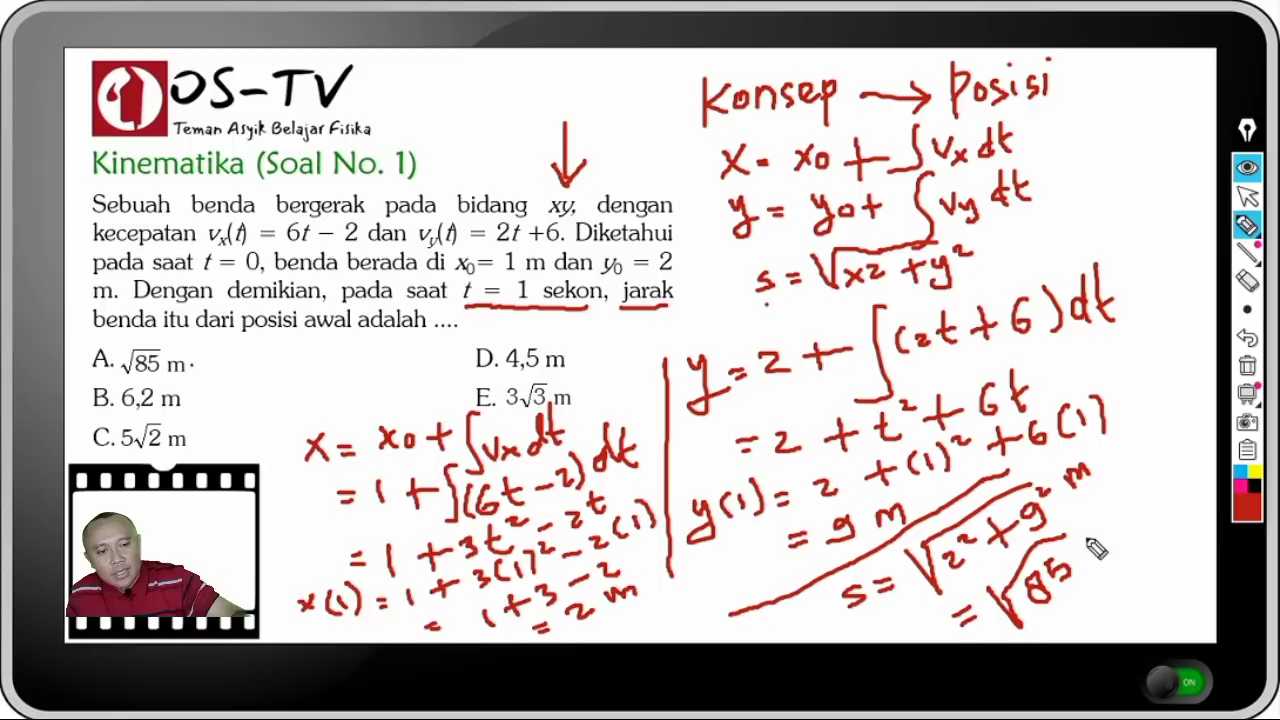 OS-TV
Teman Asyik Belajar Fisika
Kinematika (Soal No. 1)
Sebuah benda bergerak pada bidang xy, dengan
kecepatan vx(t) = 6t − 2 dan vy(t) = 2t +6. Diketahui
pada saat t = 0, benda berada di x0= 1 m dan y0 = 2
m. Dengan demikian, pada saat t = 1 sekon, jarak
benda itu dari posisi awal adalah ....
A. √85 m
B. 6,2 m
C. 5√2 m
D. 4,5 m
E. 3√3 m
x = x0 + ∫vx dt
= 1 + ∫(6t − 2) dt
= 1 + 3t² − 2t
x(1) = 1 + 3(1)² − 2(1)
= 1 + 3 − 2
= 2 m
Konsep → Posisi
x = x0 + ∫ vx dt
y = y0 + ∫ vy dt
s = √x2 + y²
y = 2 + ∫(2t + 6) dt
= 2 + t² + 6t
y(1) = 2 + (1)² + 6(1)
= 9 m
s = √2² + 9² m
= √85
ON